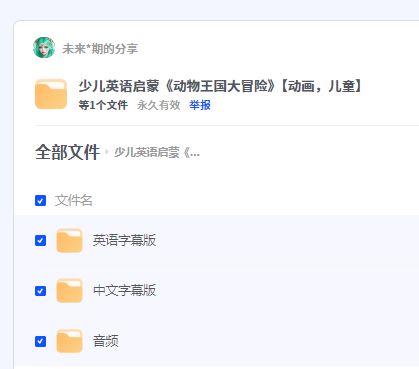 未来*期的分享
少儿英语启蒙《动物王国大冒险》【动画，儿童】
等1个文件 永久有效 举报
全部文件 少儿英语启蒙《...
文件名
英语字幕版
中文字幕版
音频